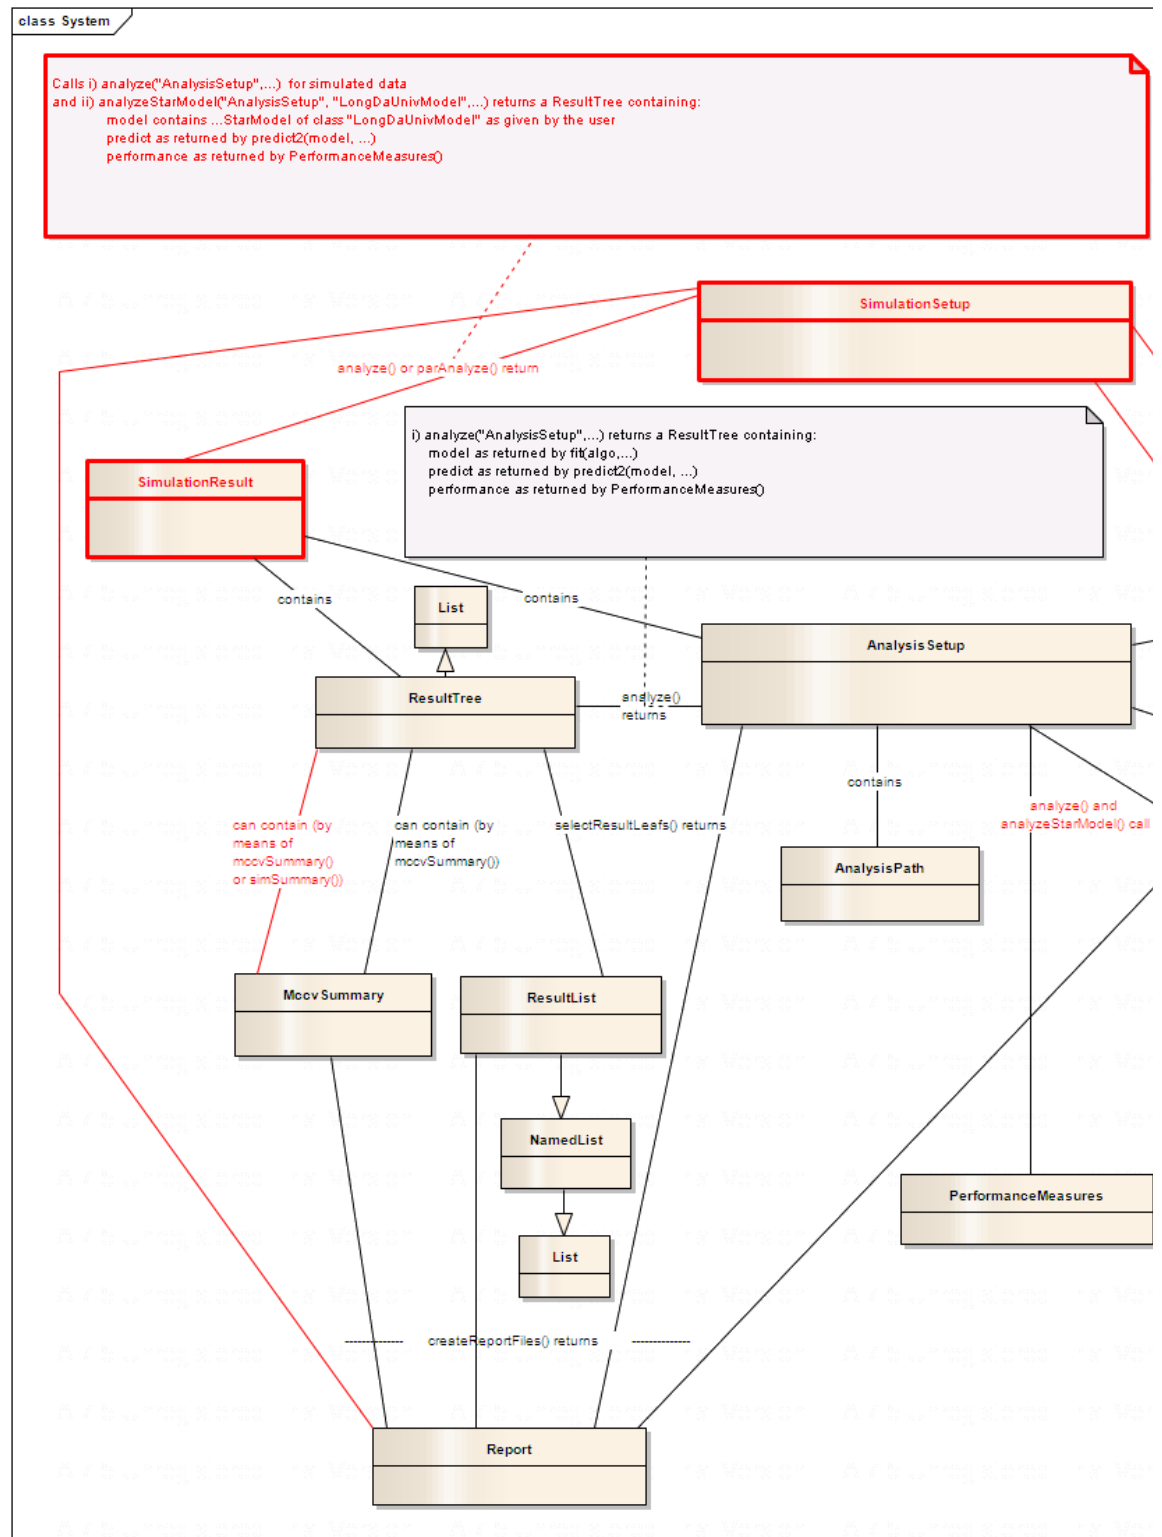 class System
Calls i) analyze("AnalysisSetup",...) for simulated data
and ii) analyzeStarModel("AnalysisSetup", "LongDaUnivModel",...) returns a ResultTree containing:
model contains ...StarModel of class "LongDaUnivModel" as given by the user
predict as returned by predict2(model, ...)
performance as returned by PerformanceMeasures()
SimulationSetup
analyze() or parAnalyze() return
i) analyze("AnalysisSetup",...) returns a ResultTree containing:
model as returned by fit(algo,...)
predict as returned by predict2(model, ...)
performance as returned by PerformanceMeasures()
SimulationResult
contains
contains
List
AnalysisSetup
ResultTree
analyze()
returns
contains
can contain (by
means of
mccvSummary()
or simSummary())
can contain (by
means of
mccvSummary())
selectResultLeafs() returns
analyze() and
analyzeStarModel() call
AnalysisPath
MccvSummary
ResultList
NamedList
PerformanceMeasures
List
-------------- createReportFiles() returns --------------
Report